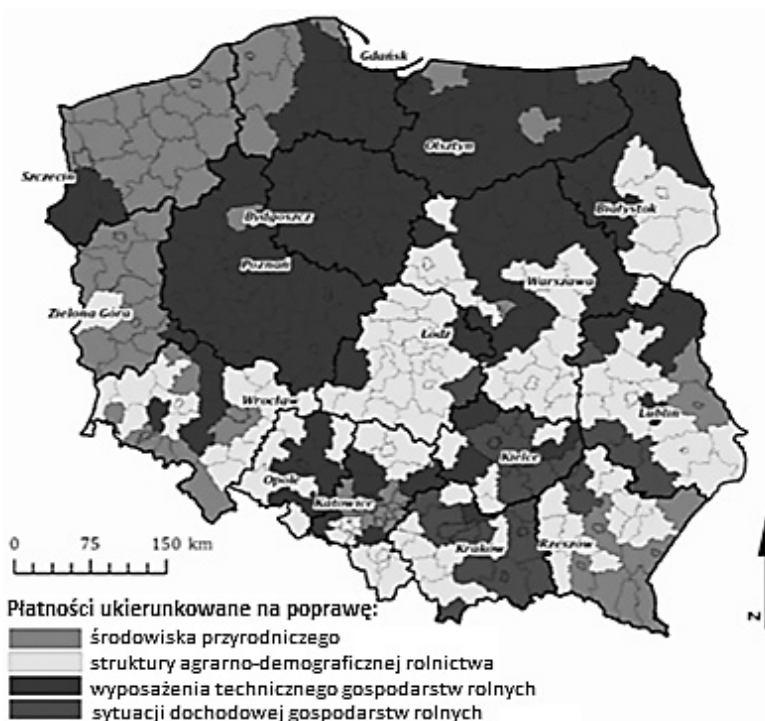 Gdańsk
Olsztyn
Szczecin
Białystok
Bydgoszcz
Poznań
Warszawa
Zielona Góra
Łódź
Wrocław
Lublin
Kielce
Opole
Katowice
Kraków
Rzeszów
0 75 150 km
N
Płatności ukierunkowane na poprawę:
środowiska przyrodniczego
struktury agrarno-demograficznej rolnictwa
wyposażenia technicznego gospodarstw rolnych
sytuacji dochodowej gospodarstw rolnych